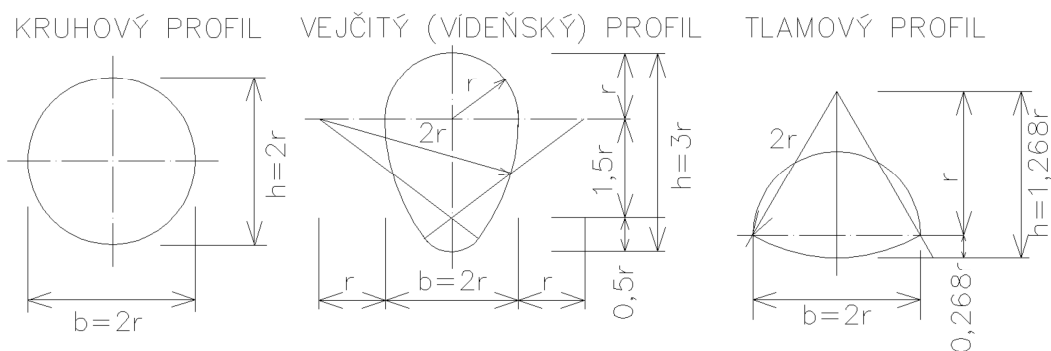 KRUHOVÝ PROFIL
h=2r
b=2r
VEJČITÝ (VÍDEŇSKÝ) PROFIL
r
2r
r
1,5r
0,5r
h=3r
r
b=2r
r
TLAMOVÝ PROFIL
2r
r
0,268r
h=1,268r
b=2r